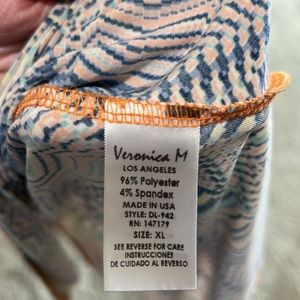 Veronica M
LOS ANGELES
96% Polyester
4% Spandex
MADE IN USA
STYLE: DL-942
RN: 147179
SIZE: XL
SEE REVERSE FOR CARE
INSTRUCTIONS
DE CUIDADO AL REVERSO